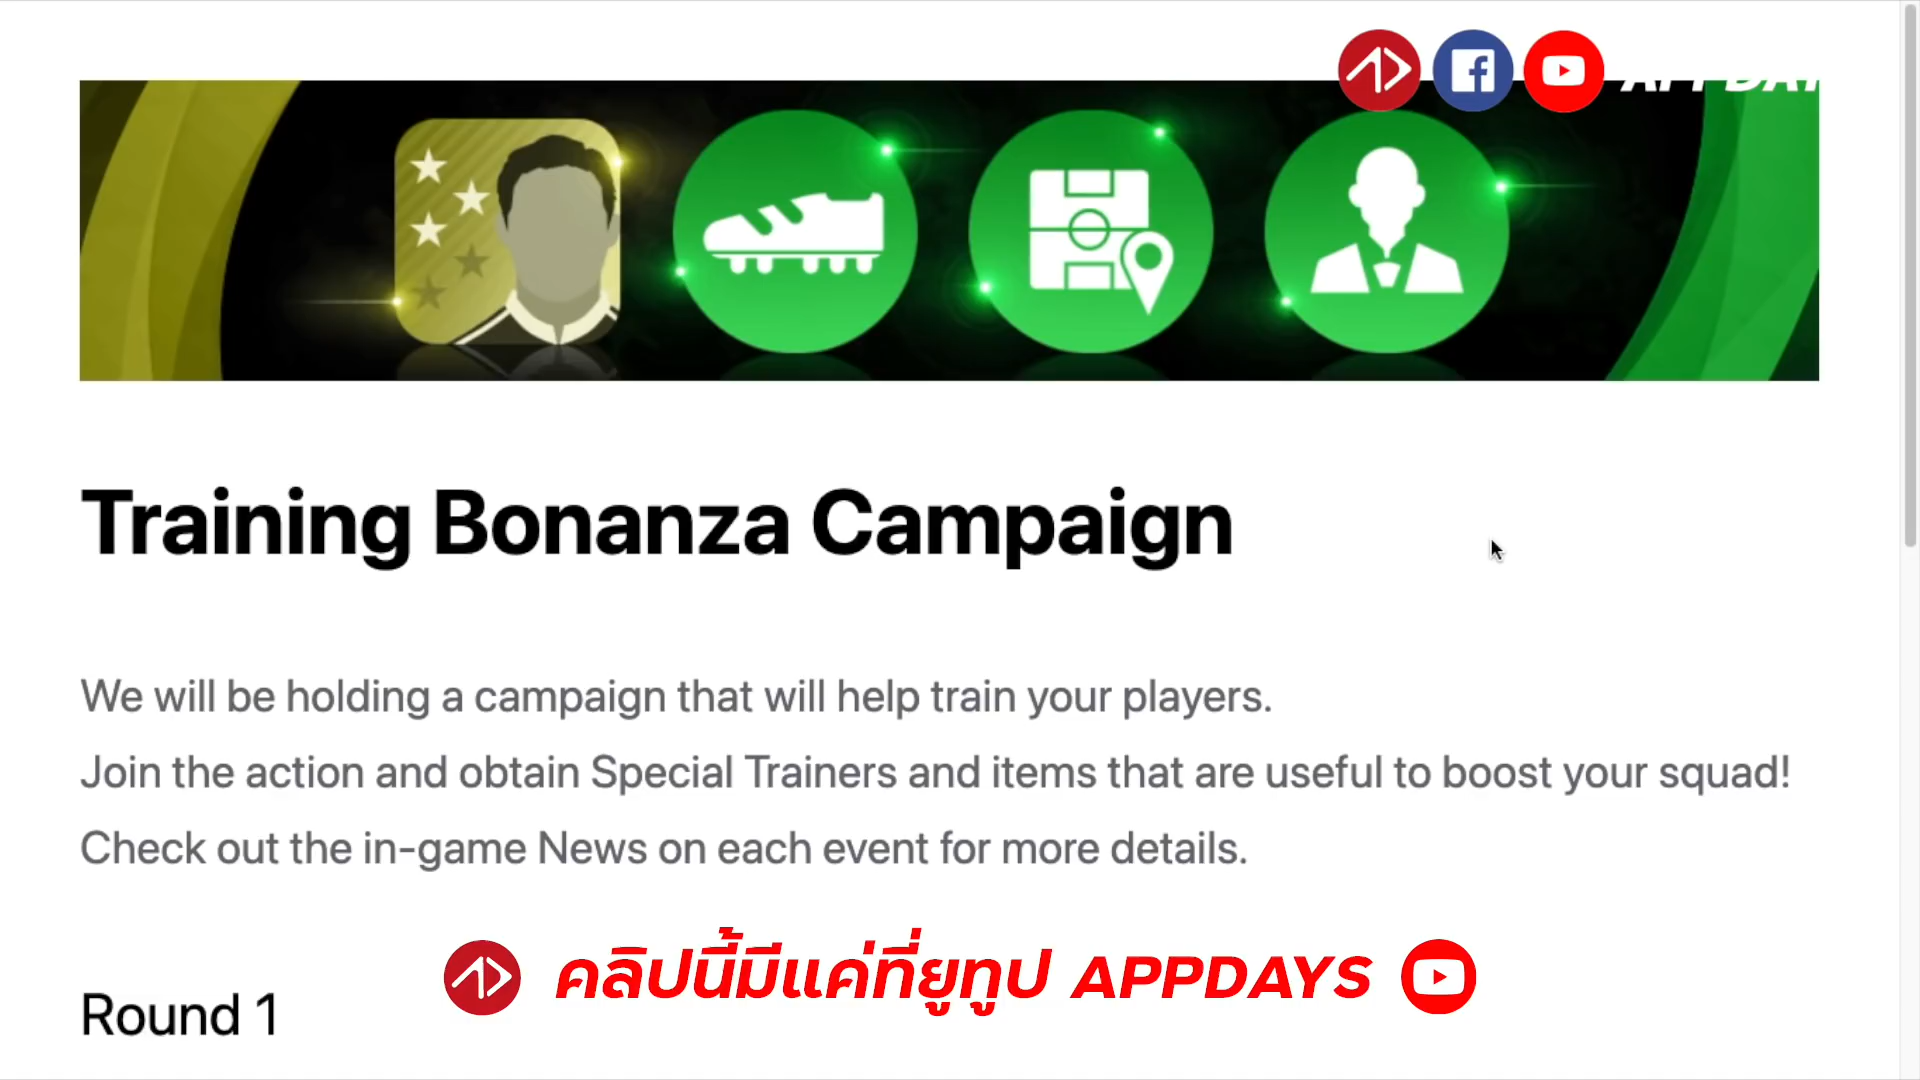 Training Bonanza Campaign
We will be holding a campaign that will help train your players.
Join the action and obtain Special Trainers and items that are useful to boost your squad!
Check out the in-game News on each event for more details.
คลิปนี้มีแค่ที่ยูทูป APPDAYS
Round 1